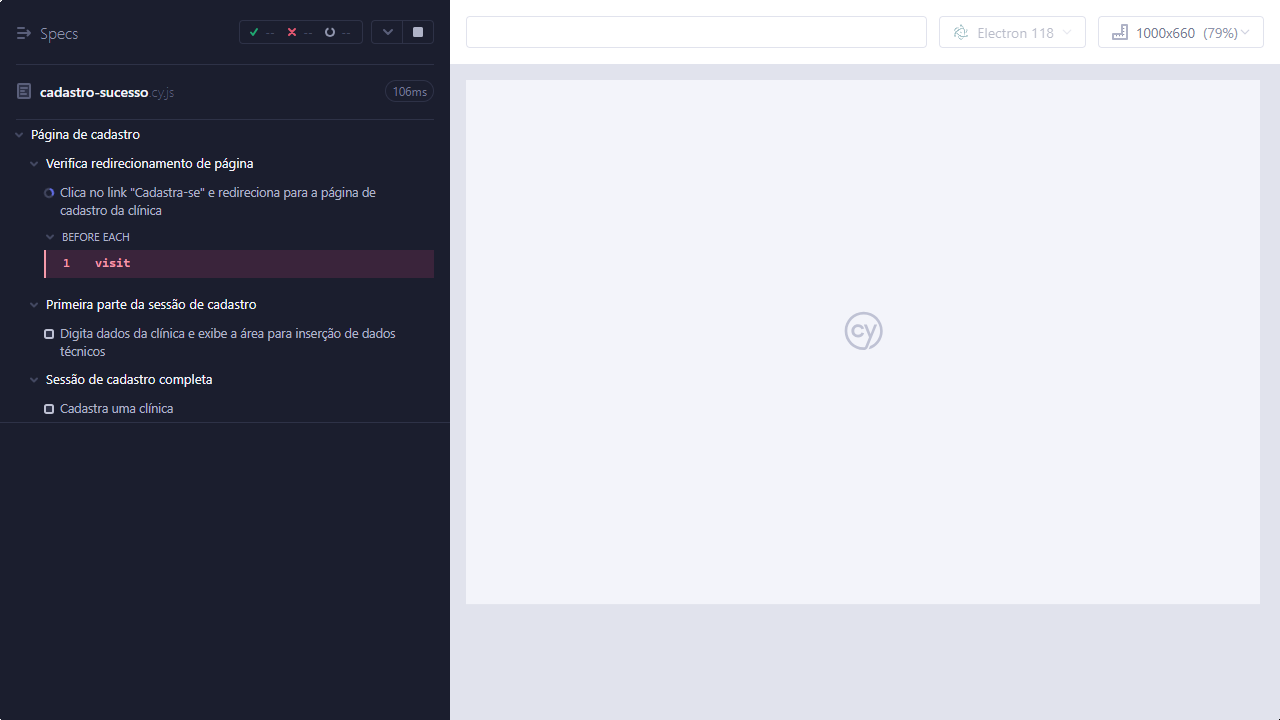 Specs
--
--
--
Electron 118
1000x660 (79%)
cadastro-sucesso.cy.js
106ms
Página de cadastro
Verifica redirecionamento de página
Clica no link "Cadastra-se" e redireciona para a página de
cadastro da clínica
BEFORE EACH
1 visit
Primeira parte da sessão de cadastro
Digita dados da clínica e exibe a área para inserção de dados
técnicos
Sessão de cadastro completa
Cadastra uma clínica
cy